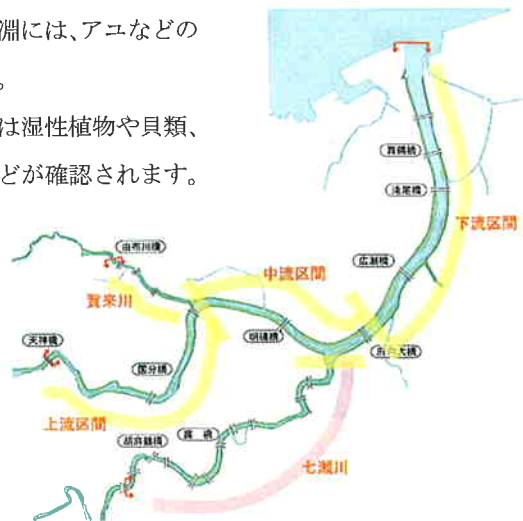 淵には、アユなどの
。
は湿性植物や貝類、
どが確認されます。
舞鶴橋
滝尾橋
下流区間
広瀬橋
中流区間
由布川橋
賀来川
天神橋
明磧橋
府内大橋
国分橋
上流区間
胡麻鶴橋
七瀬川